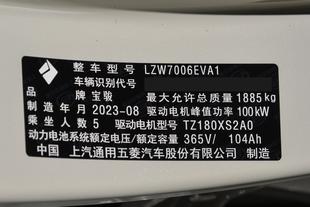 整车型号 LZW7006EVA1
车辆识别代号
品牌 宝骏 最大允许总质量 1885kg
制造年月 2023-08 驱动电机峰值功率 100kW
乘坐人数 5 驱动电机型号 TZ180XS2A0
动力电池系统额定电压/额定容量 365V/ 104Ah
中国 上汽通用五菱汽车股份有限公司 制造